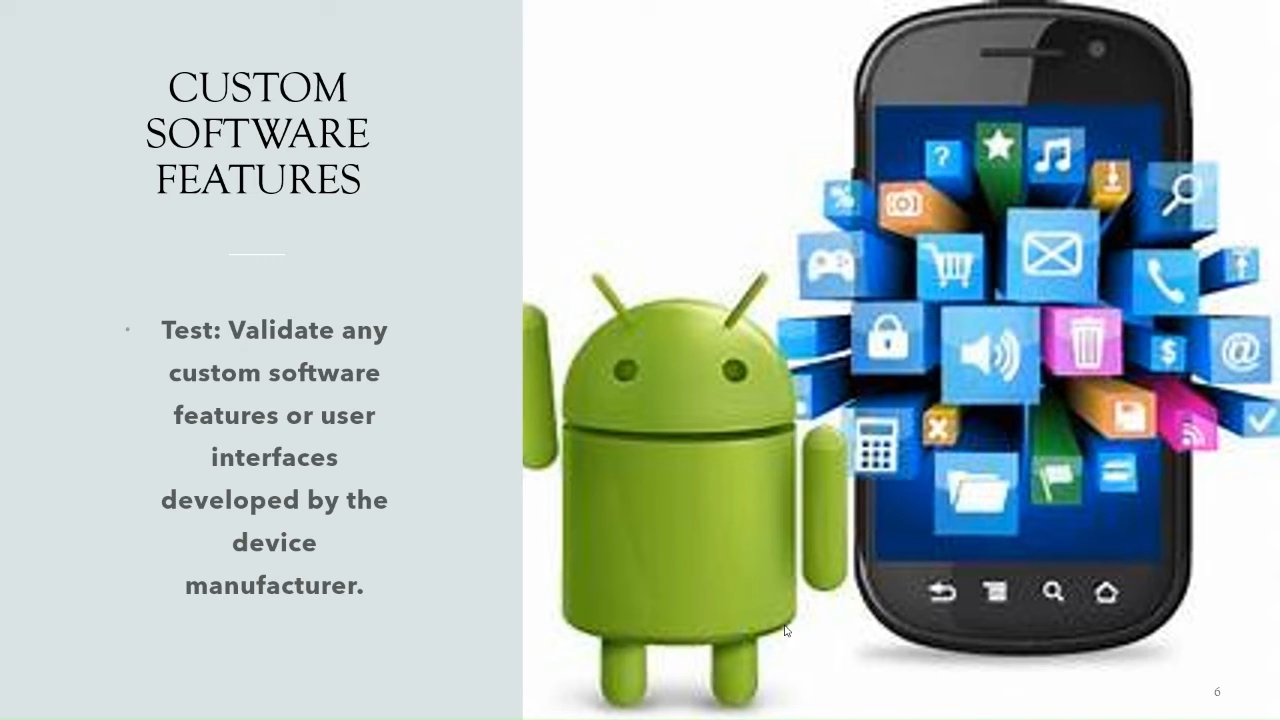 CUSTOM
SOFTWARE
FEATURES
• Test: Validate any
custom software
features or user
interfaces
developed by the
device
manufacturer.
?
%
$
@
6